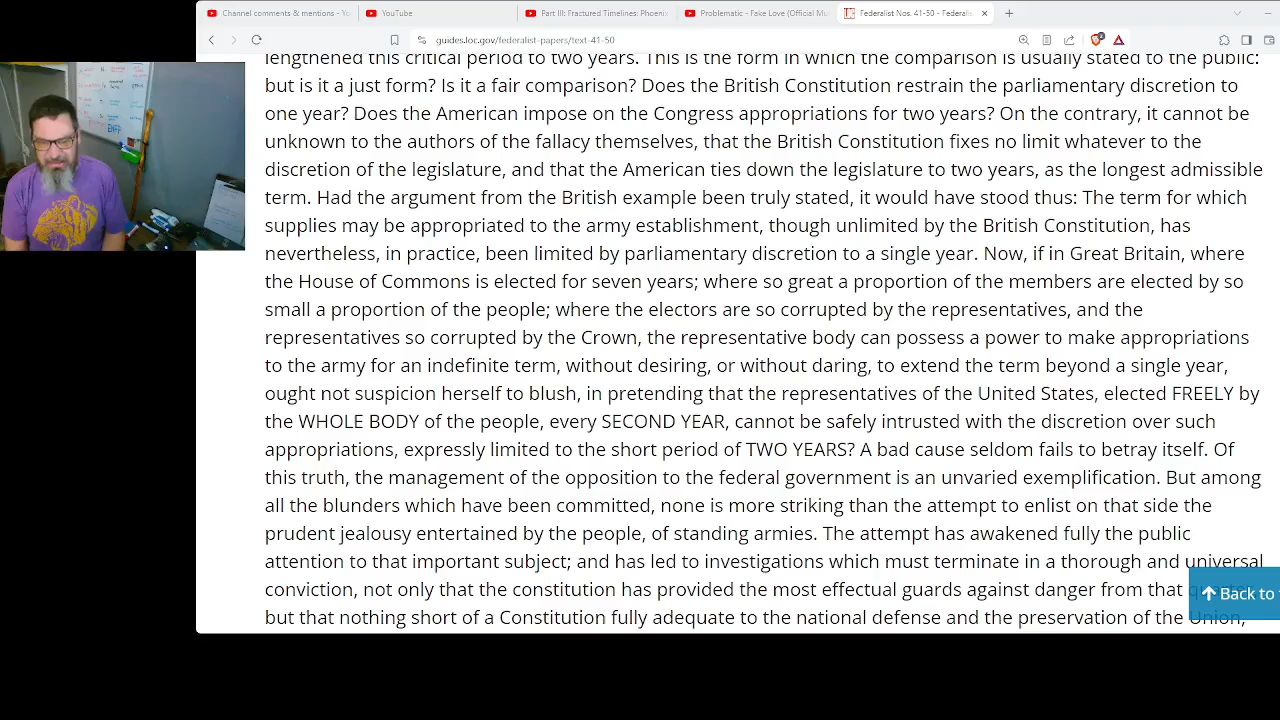 Channel comments & mentions - Yo
YouTube
Part III: Fractured Timelines: Phoenix
Problematic - Fake Love (Official Mu
Federalist Nos. 41-50 - Federalis
guides.loc.gov/federalist-papers/text-41-50
lengthened this critical period to two years. This is the form in which the comparison is usually stated to the public:
but is it a just form? Is it a fair comparison? Does the British Constitution restrain the parliamentary discretion to
one year? Does the American impose on the Congress appropriations for two years? On the contrary, it cannot be
unknown to the authors of the fallacy themselves, that the British Constitution fixes no limit whatever to the
discretion of the legislature, and that the American ties down the legislature to two years, as the longest admissible
term. Had the argument from the British example been truly stated, it would have stood thus: The term for which
supplies may be appropriated to the army establishment, though unlimited by the British Constitution, has
nevertheless, in practice, been limited by parliamentary discretion to a single year. Now, if in Great Britain, where
the House of Commons is elected for seven years; where so great a proportion of the members are elected by so
small a proportion of the people; where the electors are so corrupted by the representatives, and the
representatives so corrupted by the Crown, the representative body can possess a power to make appropriations
to the army for an indefinite term, without desiring, or without daring, to extend the term beyond a single year,
ought not suspicion herself to blush, in pretending that the representatives of the United States, elected FREELY by
the WHOLE BODY of the people, every SECOND YEAR, cannot be safely intrusted with the discretion over such
appropriations, expressly limited to the short period of TWO YEARS? A bad cause seldom fails to betray itself. Of
this truth, the management of the opposition to the federal government is an unvaried exemplification. But among
all the blunders which have been committed, none is more striking than the attempt to enlist on that side the
prudent jealousy entertained by the people, of standing armies. The attempt has awakened fully the public
attention to that important subject; and has led to investigations which must terminate in a thorough and universal
conviction, not only that the constitution has provided the most effectual guards against danger from that
Back to
but that nothing short of a Constitution fully adequate to the national defense and the preservation of the Union,